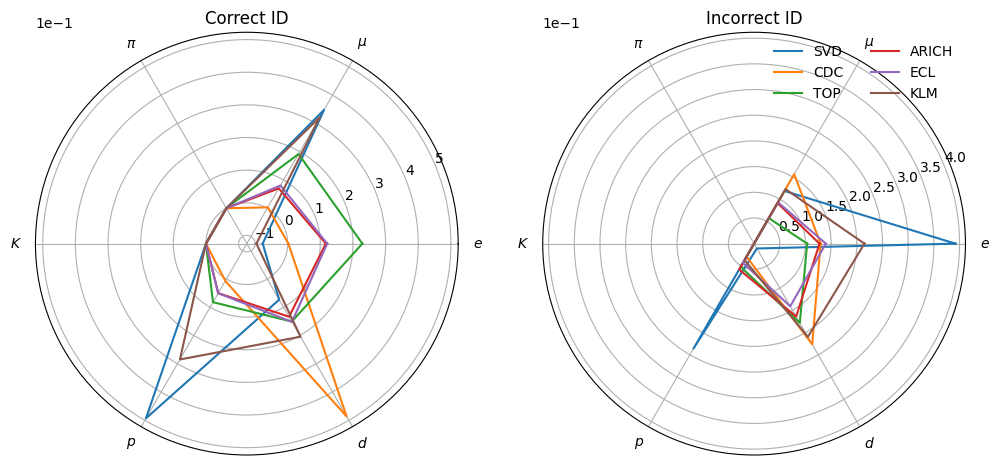 Correct ID
1e−1
π
μ
K
e
p
d
−1
0
1
2
3
4
5
Incorrect ID
1e−1
π
μ
K
e
p
d
0.5
1.0
1.5
2.0
2.5
3.0
3.5
4.0
SVD
CDC
TOP
ARICH
ECL
KLM